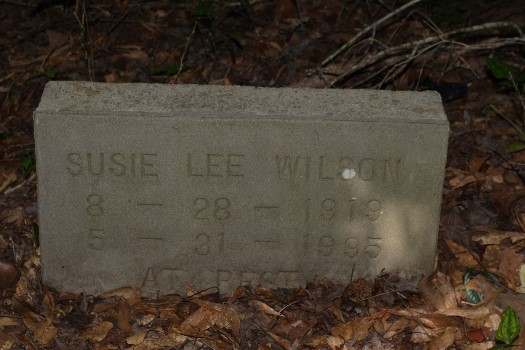 SUSIE LEE WILSON
8 — 28 — 1919
5 — 31 — 1995
AT REST